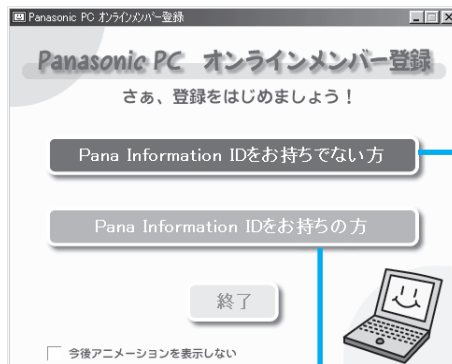 Panasonic PC オンラインメンバー登録
Panasonic PC オンラインメンバー登録
さぁ、登録をはじめましょう！
Pana Information IDをお持ちでない方
Pana Information IDをお持ちの方
終了
今後アニメーションを表示しない